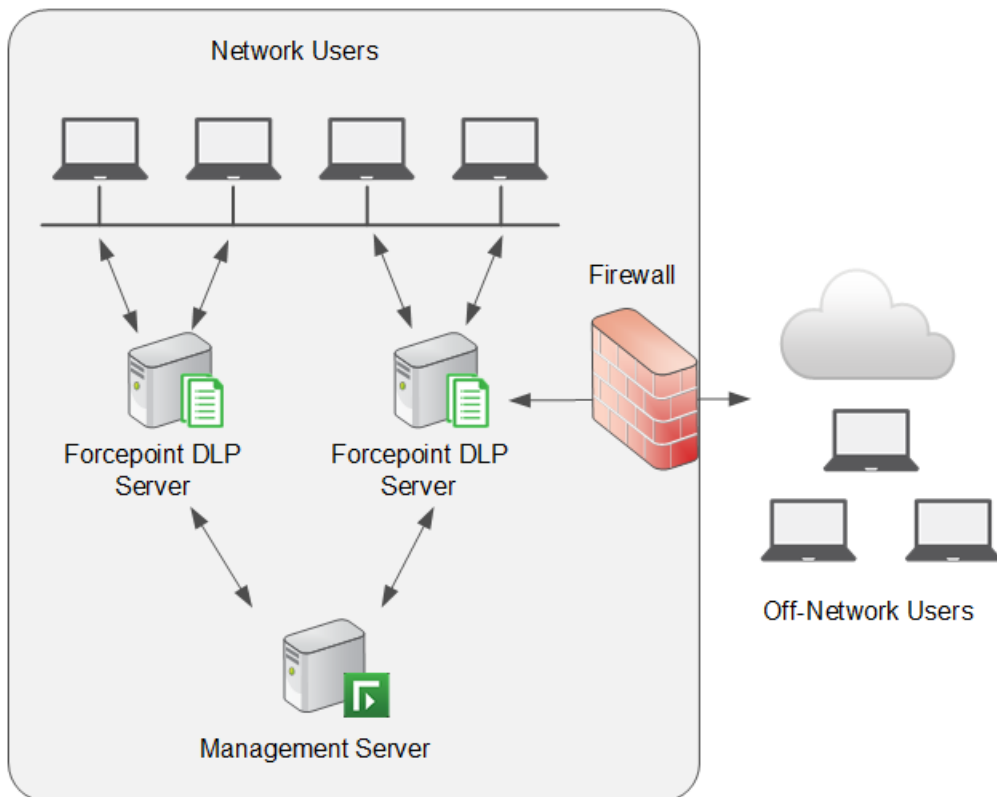 Network Users
Firewall
Forcepoint DLP
Server
Forcepoint DLP
Server
Off-Network Users
Management Server